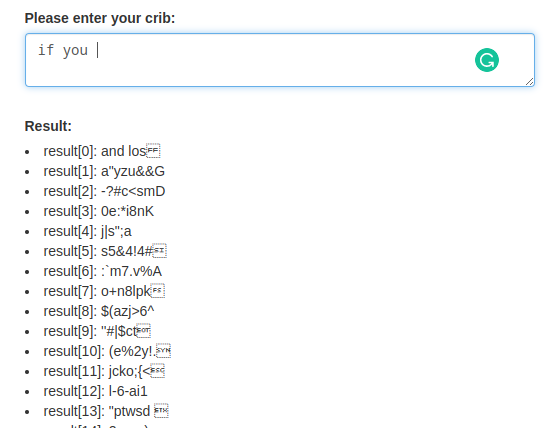 Please enter your crib:
if you
Result:
result[0]: and los
result[1]: a"yzu&&G
result[2]: -?#c<smD
result[3]: 0e:*i8nK
result[4]: j|s";a
result[5]: s5&4!4#
result[6]: :`m7.v%A
result[7]: o+n8lpk
result[8]: $(azj>6^
result[9]: "#|$ct
result[10]: (e%2y!.
result[11]: jcko;{<
result[12]: l-6-ai1
result[13]: "ptwsd